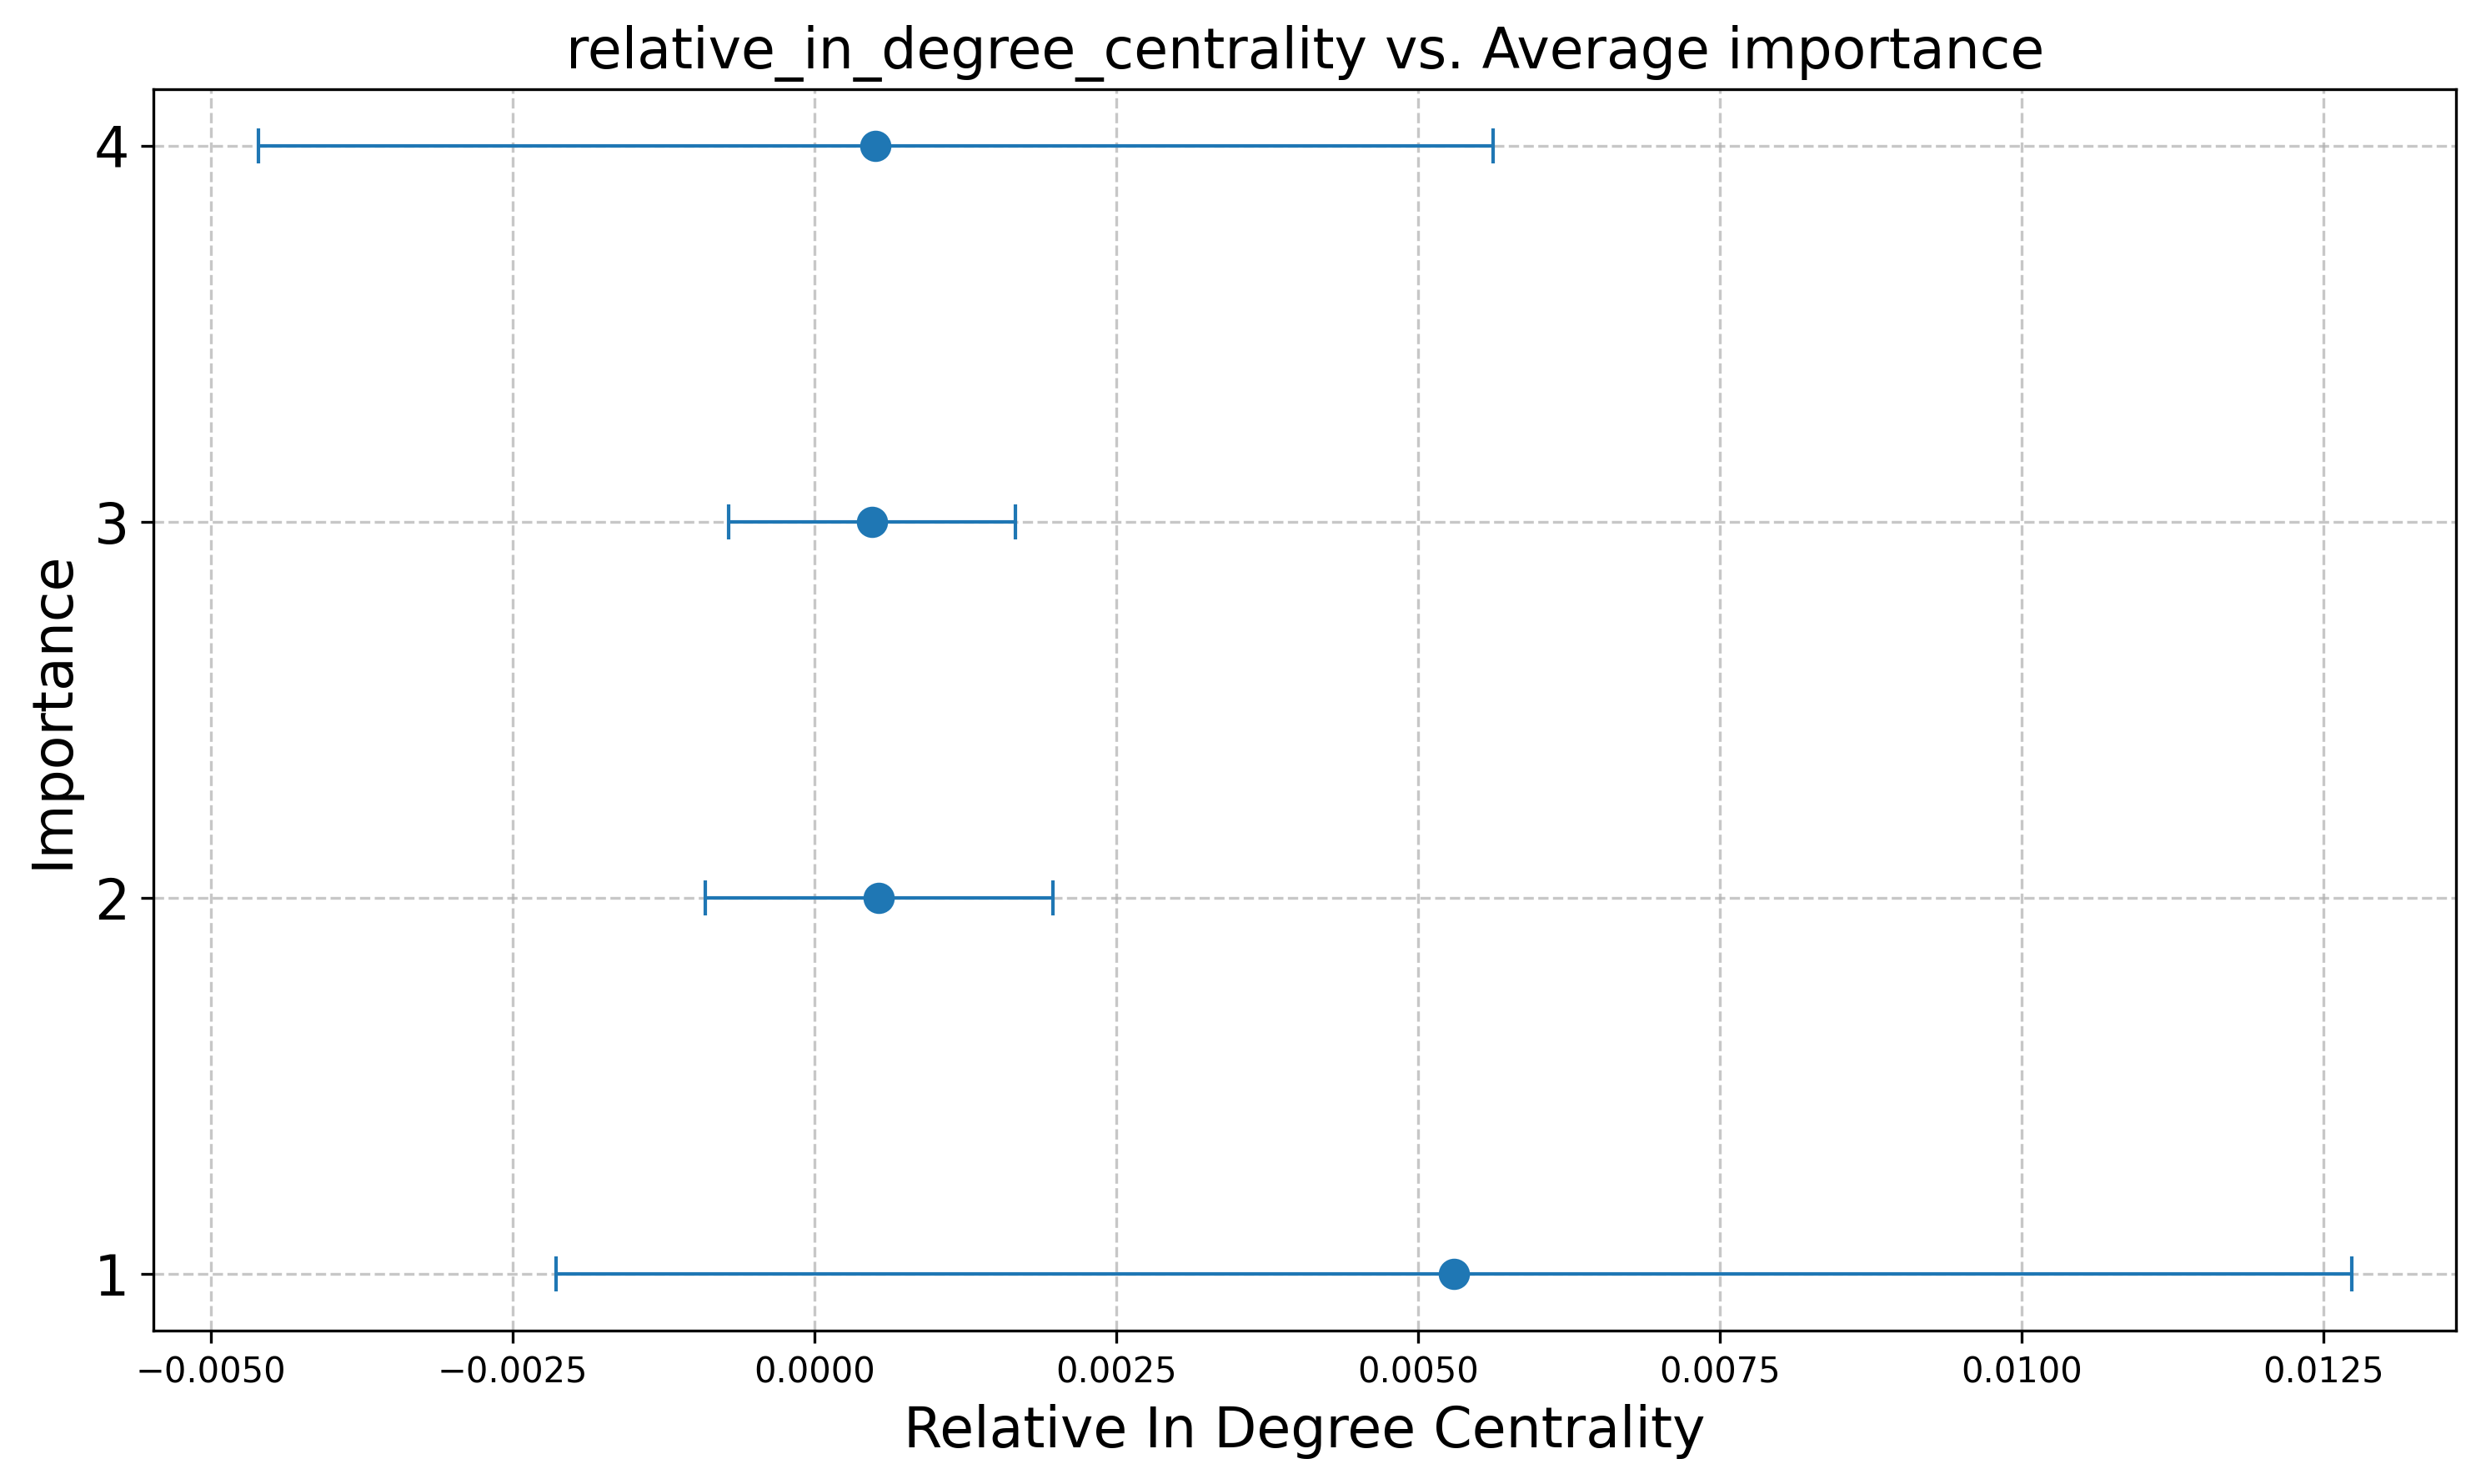 relative_in_degree_centrality vs. Average importance
4
3
2
1
Importance
−0.0050 −0.0025 0.0000 0.0025 0.0050 0.0075 0.0100 0.0125
Relative In Degree Centrality